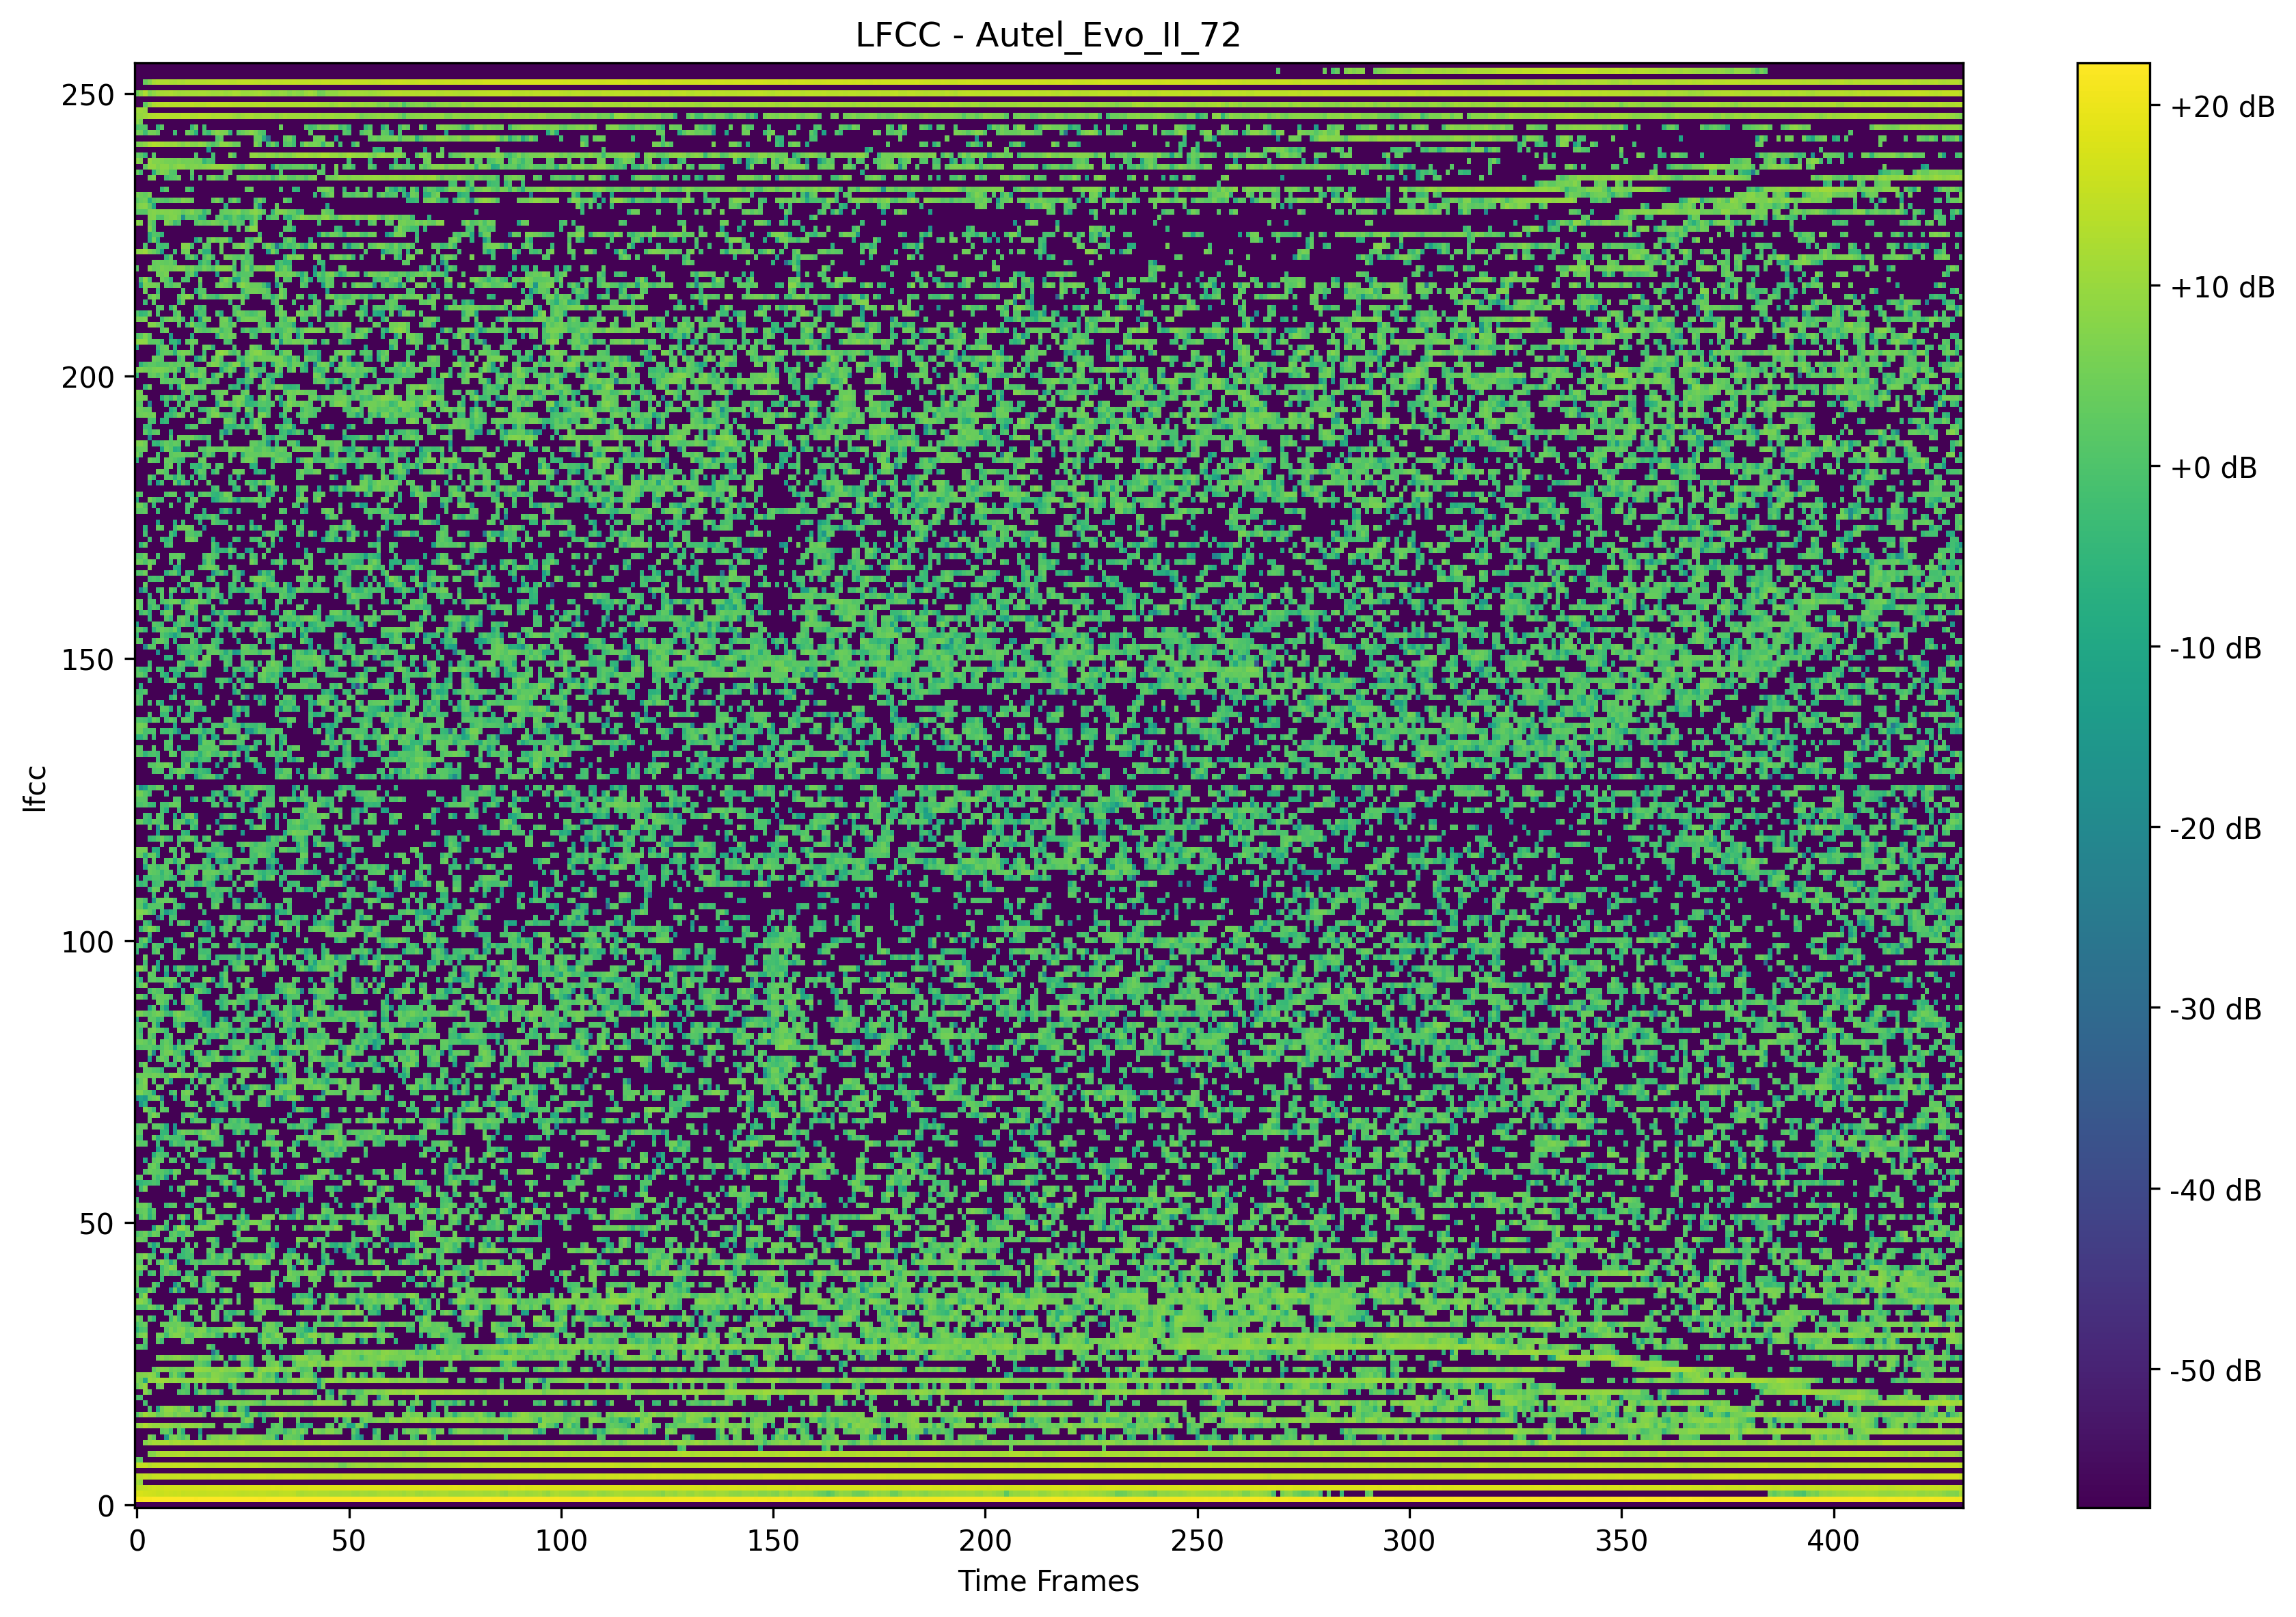 LFCC - Autel_Evo_II_72
250
200
150
100
50
0
lfcc
0 50 100 150 200 250 300 350 400
Time Frames
+20 dB
+10 dB
+0 dB
-10 dB
-20 dB
-30 dB
-40 dB
-50 dB